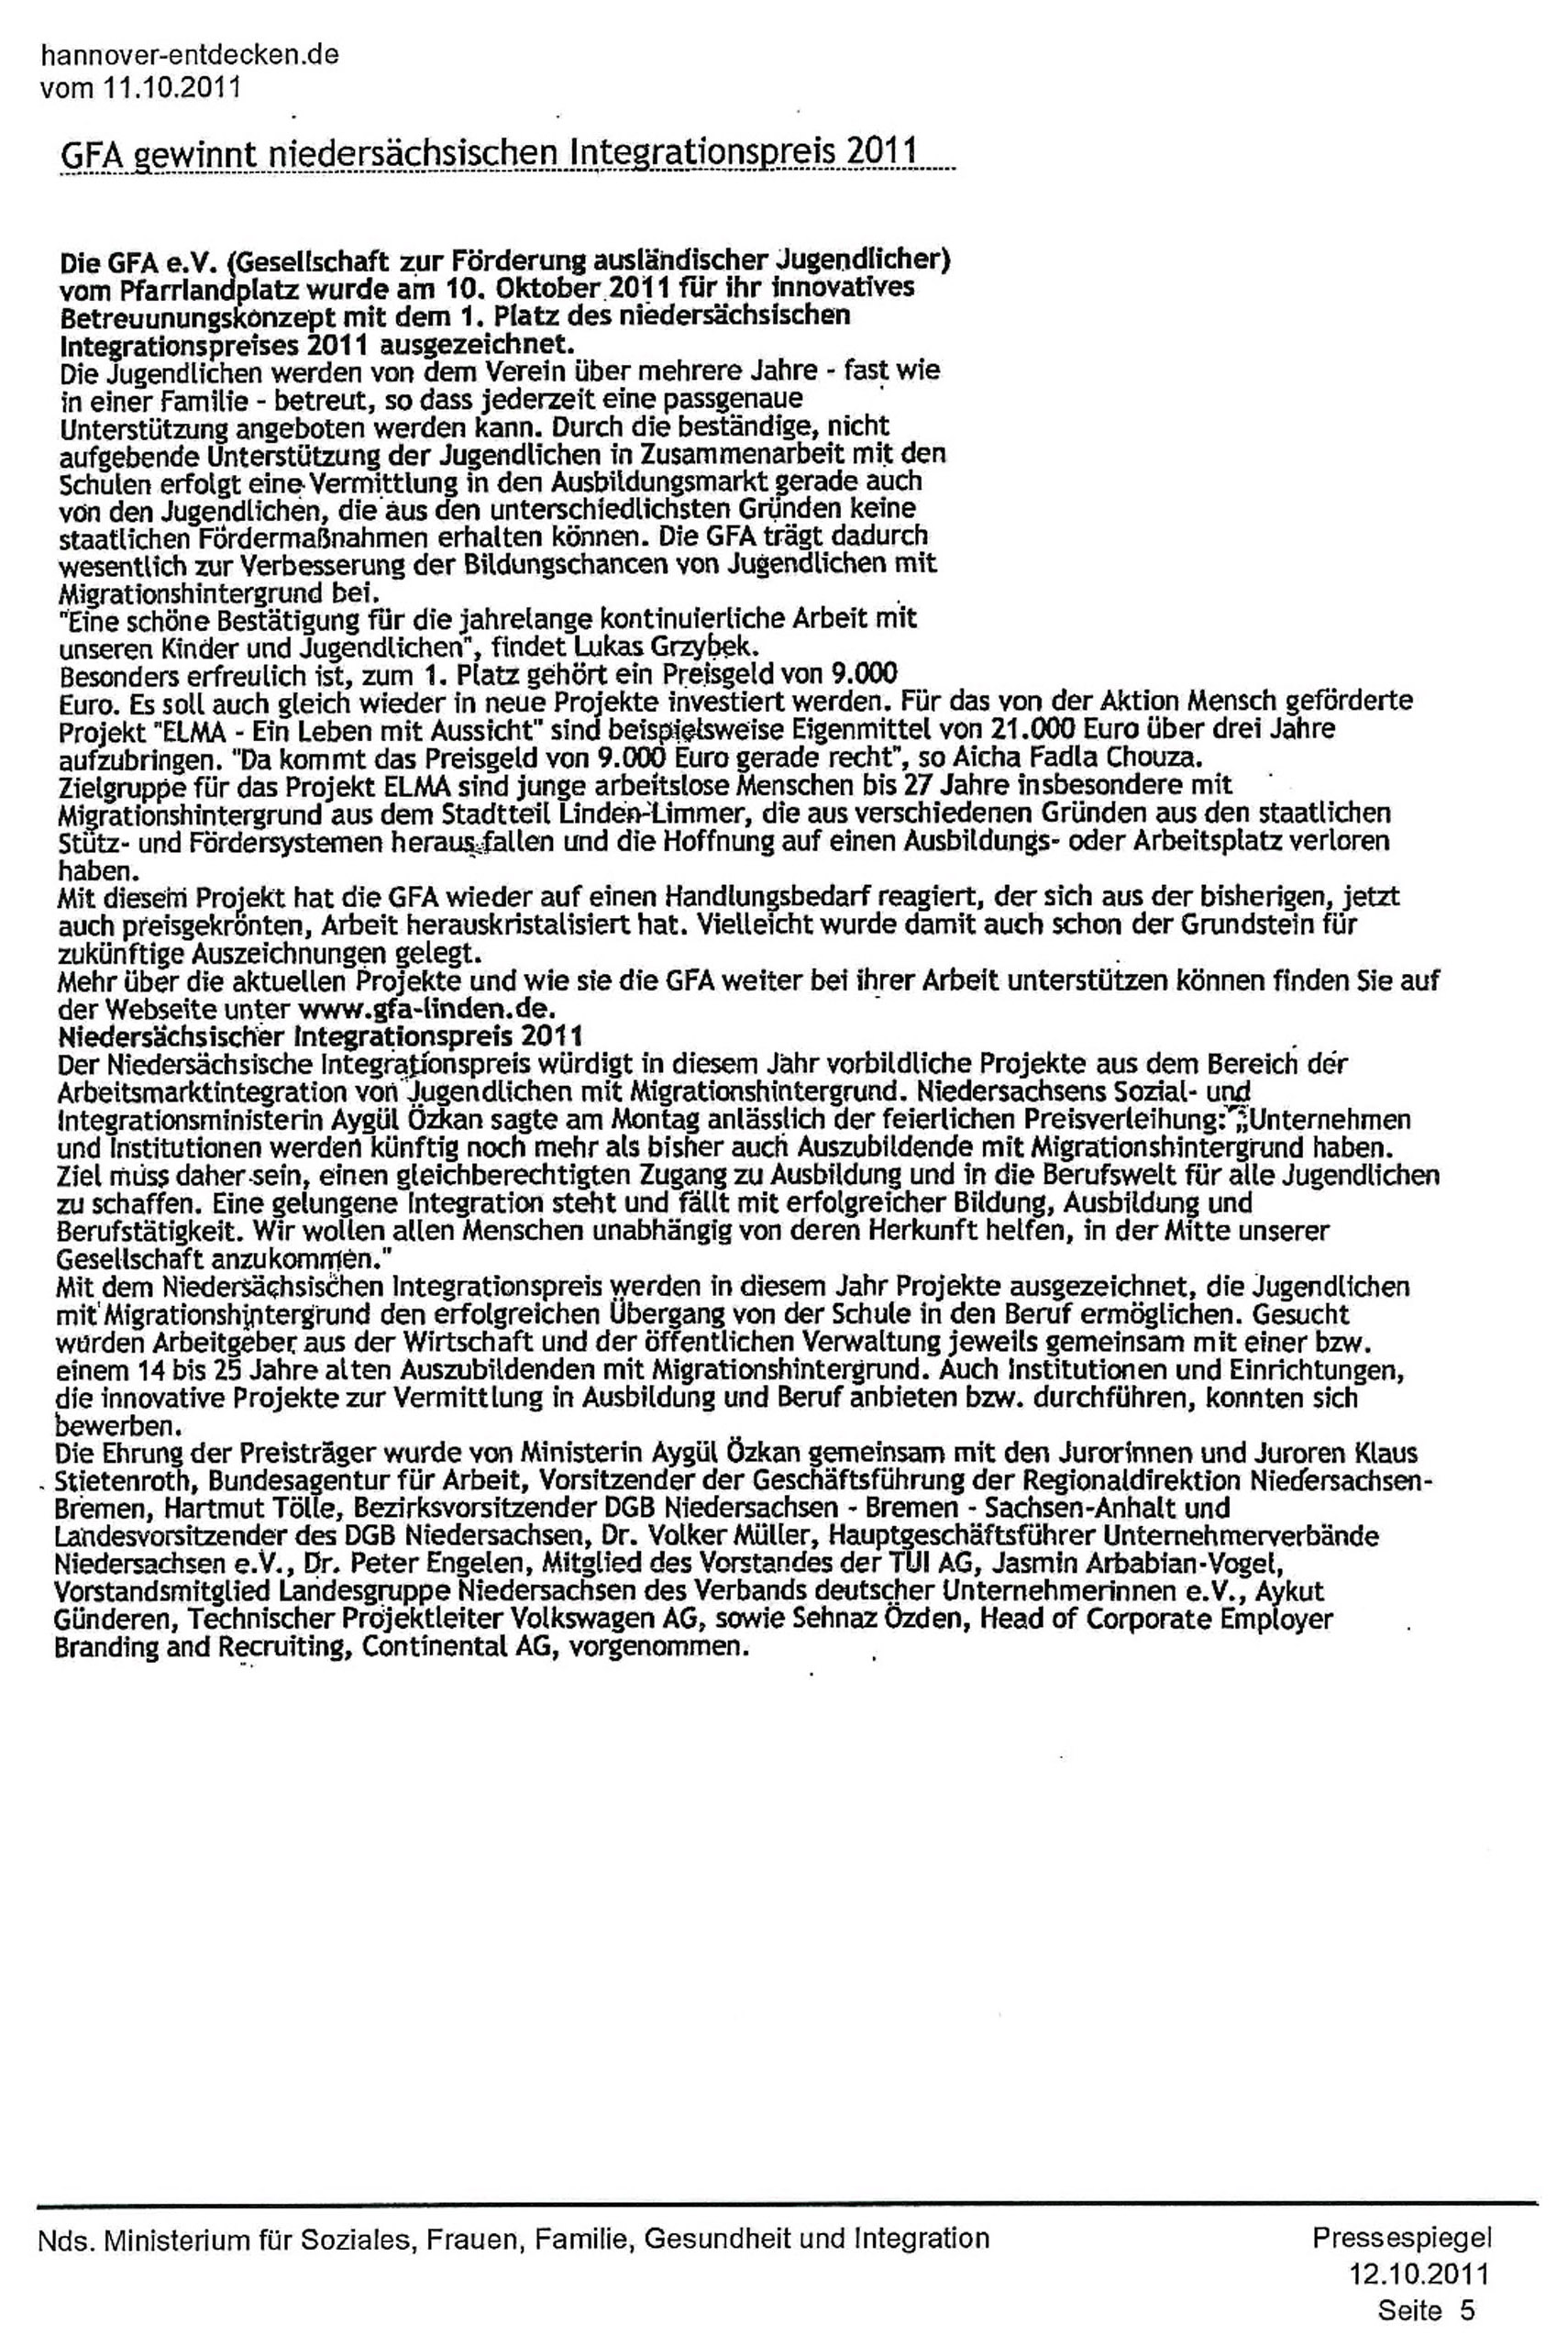 hannover-entdecken.de
vom 11.10.2011
GFA gewinnt niedersächsischen Integrationspreis 2011
Die GFA e.V. (Gesellschaft zur Förderung ausländischer Jugendlicher)
vom Pfarrlandplatz wurde am 10. Oktober 2011 für ihr innovatives
Betreuunungskonzept mit dem 1. Platz des niedersächsischen
Integrationspreises 2011 ausgezeichnet.
Die Jugendlichen werden von dem Verein über mehrere Jahre - fast wie
in einer Familie - betreut, so dass jederzeit eine passgenaue
Unterstützung angeboten werden kann. Durch die beständige, nicht
aufgebende Unterstützung der Jugendlichen in Zusammenarbeit mit den
Schulen erfolgt eine Vermittlung in den Ausbildungsmarkt gerade auch
von den Jugendlichen, die aus den unterschiedlichsten Gründen keine
staatlichen Fördermaßnahmen erhalten können. Die GFA trägt dadurch
wesentlich zur Verbesserung der Bildungschancen von Jugendlichen mit
Migrationshintergrund bei.
"Eine schöne Bestätigung für die jahrelange kontinuierliche Arbeit mit
unseren Kinder und Jugendlichen", findet Lukas Grzybek.
Besonders erfreulich ist, zum 1. Platz gehört ein Preisgeld von 9.000
Euro. Es soll auch gleich wieder in neue Projekte investiert werden. Für das von der Aktion Mensch geförderte
Projekt "ELMA - Ein Leben mit Aussicht" sind beispielsweise Eigenmittel von 21.000 Euro über drei Jahre
aufzubringen. "Da kommt das Preisgeld von 9.000 Euro gerade recht", so Aicha Fadla Chouza.
Zielgruppe für das Projekt ELMA sind junge arbeitslose Menschen bis 27 Jahre insbesondere mit
Migrationshintergrund aus dem Stadtteil Linden-Limmer, die aus verschiedenen Gründen aus den staatlichen
Stütz- und Fördersystemen heraus fallen und die Hoffnung auf einen Ausbildungs- oder Arbeitsplatz verloren
haben.
Mit diesem Projekt hat die GFA wieder auf einen Handlungsbedarf reagiert, der sich aus der bisherigen, jetzt
auch preisgekrönten, Arbeit herauskristalisiert hat. Vielleicht wurde damit auch schon der Grundstein für
zukünftige Auszeichnungen gelegt.
Mehr über die aktuellen Projekte und wie sie die GFA weiter bei ihrer Arbeit unterstützen können finden Sie auf
der Webseite unter www.gfa-linden.de.
Niedersächsischer Integrationspreis 2011
Der Niedersächsische Integrationspreis würdigt in diesem Jahr vorbildliche Projekte aus dem Bereich der
Arbeitsmarktintegration von Jugendlichen mit Migrationshintergrund. Niedersachsens Sozial- und
Integrationsministerin Aygül Özkan sagte am Montag anlässlich der feierlichen Preisverleihung: „Unternehmen
und Institutionen werden künftig noch mehr als bisher auch Auszubildende mit Migrationshintergrund haben.
Ziel muss daher sein, einen gleichberechtigten Zugang zu Ausbildung und in die Berufswelt für alle Jugendlichen
zu schaffen. Eine gelungene Integration steht und fällt mit erfolgreicher Bildung, Ausbildung und
Berufstätigkeit. Wir wollen allen Menschen unabhängig von deren Herkunft helfen, in der Mitte unserer
Gesellschaft anzukommen."
Mit dem Niedersächsischen Integrationspreis werden in diesem Jahr Projekte ausgezeichnet, die Jugendlichen
mit Migrationshintergrund den erfolgreichen Übergang von der Schule in den Beruf ermöglichen. Gesucht
wurden Arbeitgeber aus der Wirtschaft und der öffentlichen Verwaltung jeweils gemeinsam mit einer bzw.
einem 14 bis 25 Jahre alten Auszubildenden mit Migrationshintergrund. Auch Institutionen und Einrichtungen,
die innovative Projekte zur Vermittlung in Ausbildung und Beruf anbieten bzw. durchführen, konnten sich
bewerben.
Die Ehrung der Preisträger wurde von Ministerin Aygül Özkan gemeinsam mit den Jurorinnen und Juroren Klaus
Stietenroth, Bundesagentur für Arbeit, Vorsitzender der Geschäftsführung der Regionaldirektion Niedersachsen-
Bremen, Hartmut Tölle, Bezirksvorsitzender DGB Niedersachsen - Bremen - Sachsen-Anhalt und
Landesvorsitzender des DGB Niedersachsen, Dr. Volker Müller, Hauptgeschäftsführer Unternehmerverbände
Niedersachsen e.V., Dr. Peter Engelen, Mitglied des Vorstandes der TUI AG, Jasmin Arbabian-Vogel,
Vorstandsmitglied Landesgruppe Niedersachsen des Verbands deutscher Unternehmerinnen e.V., Aykut
Günderen, Technischer Projektleiter Volkswagen AG, sowie Sehnaz Özden, Head of Corporate Employer
Branding and Recruiting, Continental AG, vorgenommen.
Nds. Ministerium für Soziales, Frauen, Familie, Gesundheit und Integration
Pressespiegel
12.10.2011
Seite 5